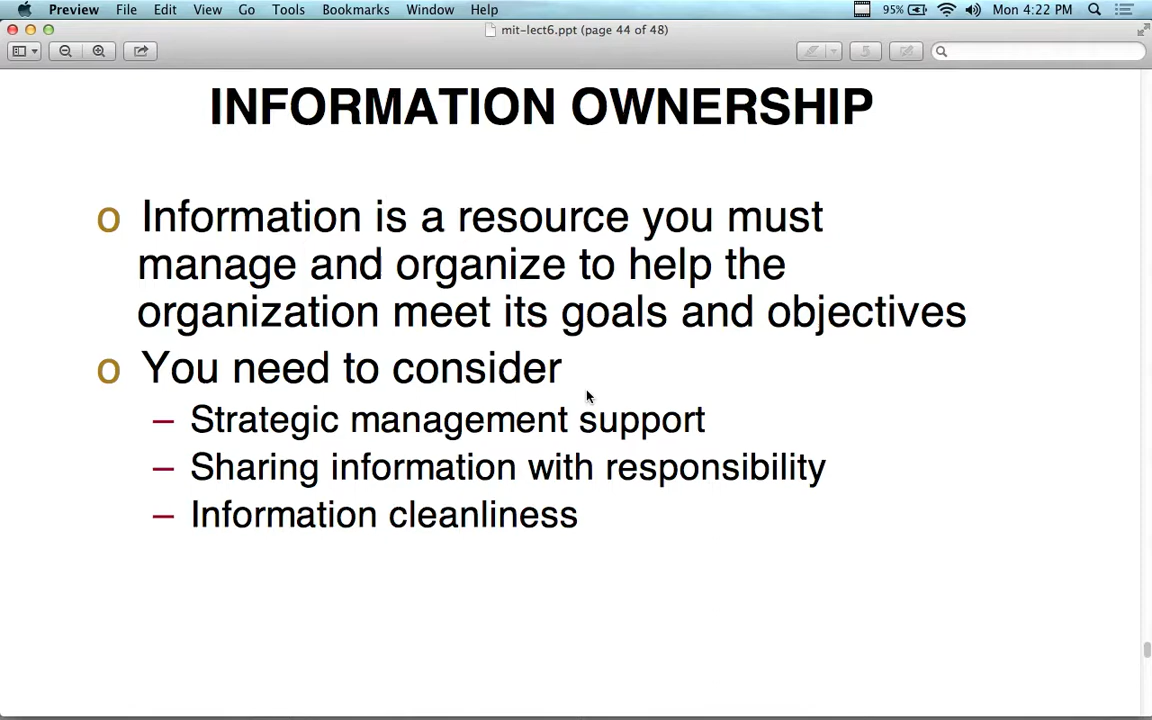 Preview File Edit View Go Tools Bookmarks Window Help 95% Mon 4:22 PM
mit-lect6.ppt (page 44 of 48)
INFORMATION OWNERSHIP
o Information is a resource you must
manage and organize to help the
organization meet its goals and objectives
o You need to consider
– Strategic management support
– Sharing information with responsibility
– Information cleanliness